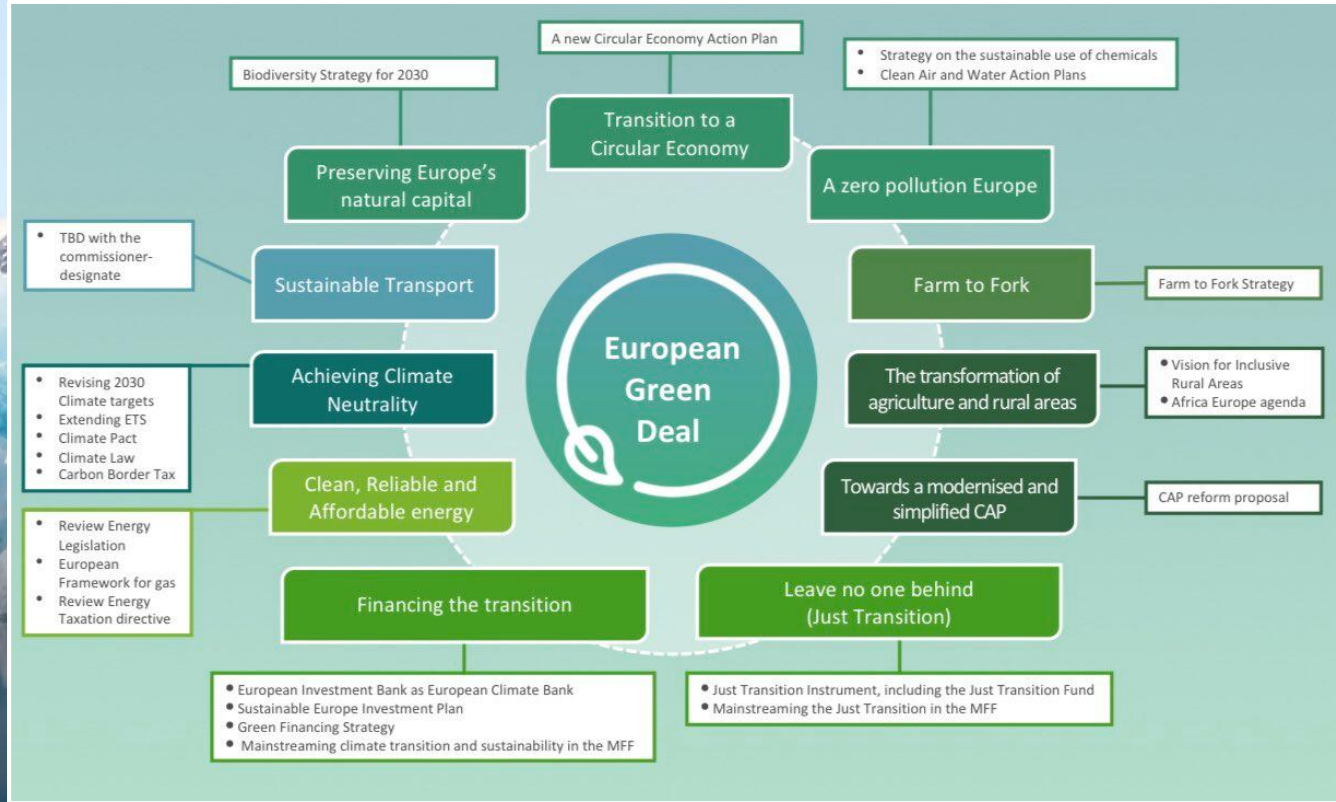 A new Circular Economy Action Plan
• Strategy on the sustainable use of chemicals
• Clean Air and Water Action Plans
Biodiversity Strategy for 2030
Transition to a
Circular Economy
Preserving Europe's
natural capital
A zero pollution Europe
• TBD with the
commissioner-
designate
Sustainable Transport
Farm to Fork
Farm to Fork Strategy
European
Green
Deal
• Revising 2030
Climate targets
• Extending ETS
• Climate Pact
• Climate Law
• Carbon Border Tax
Achieving Climate
Neutrality
The transformation of
agriculture and rural areas
• Vision for Inclusive
Rural Areas
• Africa Europe agenda
Clean, Reliable and
Affordable energy
Towards a modernised and
simplified CAP
CAP reform proposal
• Review Energy
Legislation
• European
Framework for gas
• Review Energy
Taxation directive
Financing the transition
Leave no one behind
(Just Transition)
• European Investment Bank as European Climate Bank
• Sustainable Europe Investment Plan
• Green Financing Strategy
• Mainstreaming climate transition and sustainability in the MFF
• Just Transition Instrument, including the Just Transition Fund
• Mainstreaming the Just Transition in the MFF